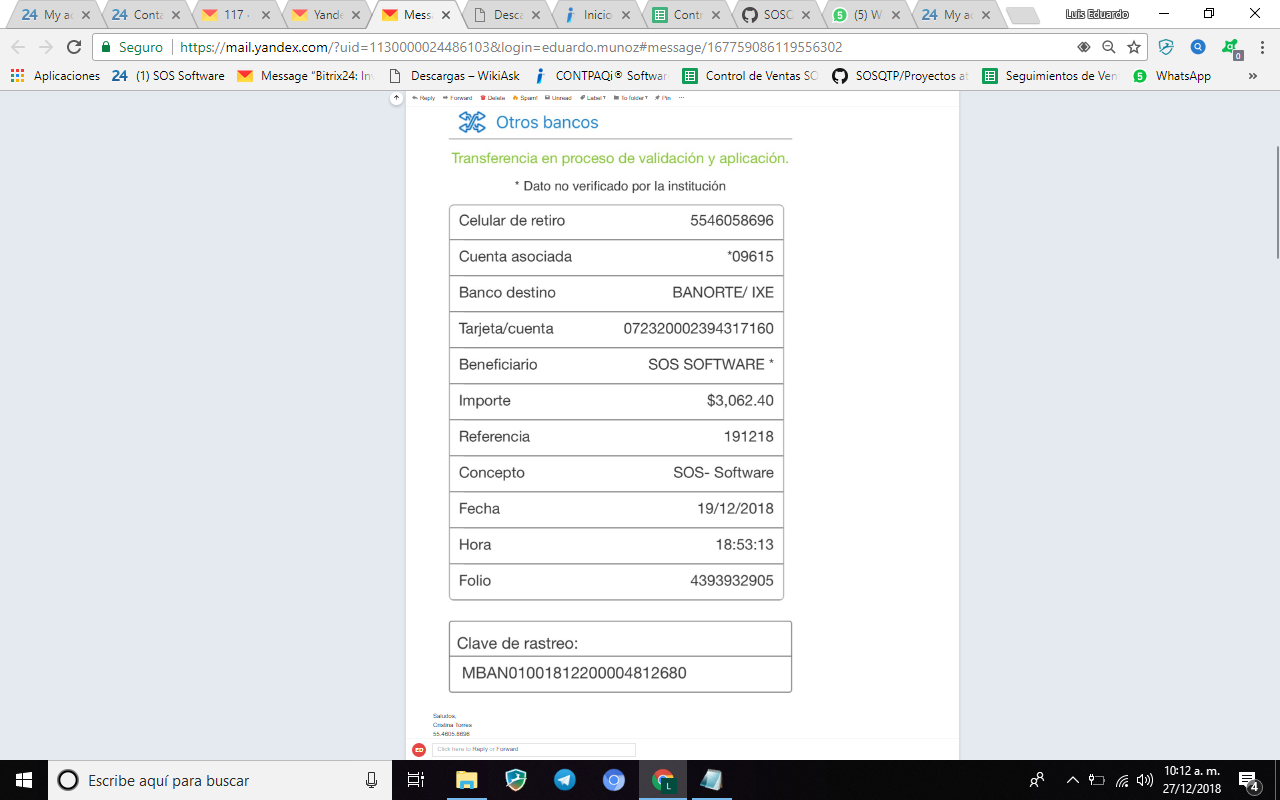 24 My ac
24 Conta
117 ·
Yande
Mess
Desca
Inicio
Contr
SOSQ
(5) W
24 My ac
Luis Eduardo
Seguro https://mail.yandex.com/?uid=1130000024486103&login=eduardo.munoz#message/167759086119556302
0
Aplicaciones 24 (1) SOS Software Message "Bitrix24: In Descargas – WikiAsk CONTPAQi® Softwar Control de Ventas SO SOSQTP/Proyectos at Seguimientos de Ven 5 WhatsApp »
Reply Forward Delete Spam! Unread Label To folder Pin ···
Otros bancos
Transferencia en proceso de validación y aplicación.
* Dato no verificado por la institución
Celular de retiro 5546058696
Cuenta asociada *09615
Banco destino BANORTE/ IXE
Tarjeta/cuenta 072320002394317160
Beneficiario SOS SOFTWARE *
Importe $3,062.40
Referencia 191218
Concepto SOS- Software
Fecha 19/12/2018
Hora 18:53:13
Folio 4393932905
Clave de rastreo:
MBAN01001812200004812680
Saludos,
Cristina Torres
55.4605.8696
ED Click here to Reply or Forward
Escribe aquí para buscar
10:12 a. m.
27/12/2018
4